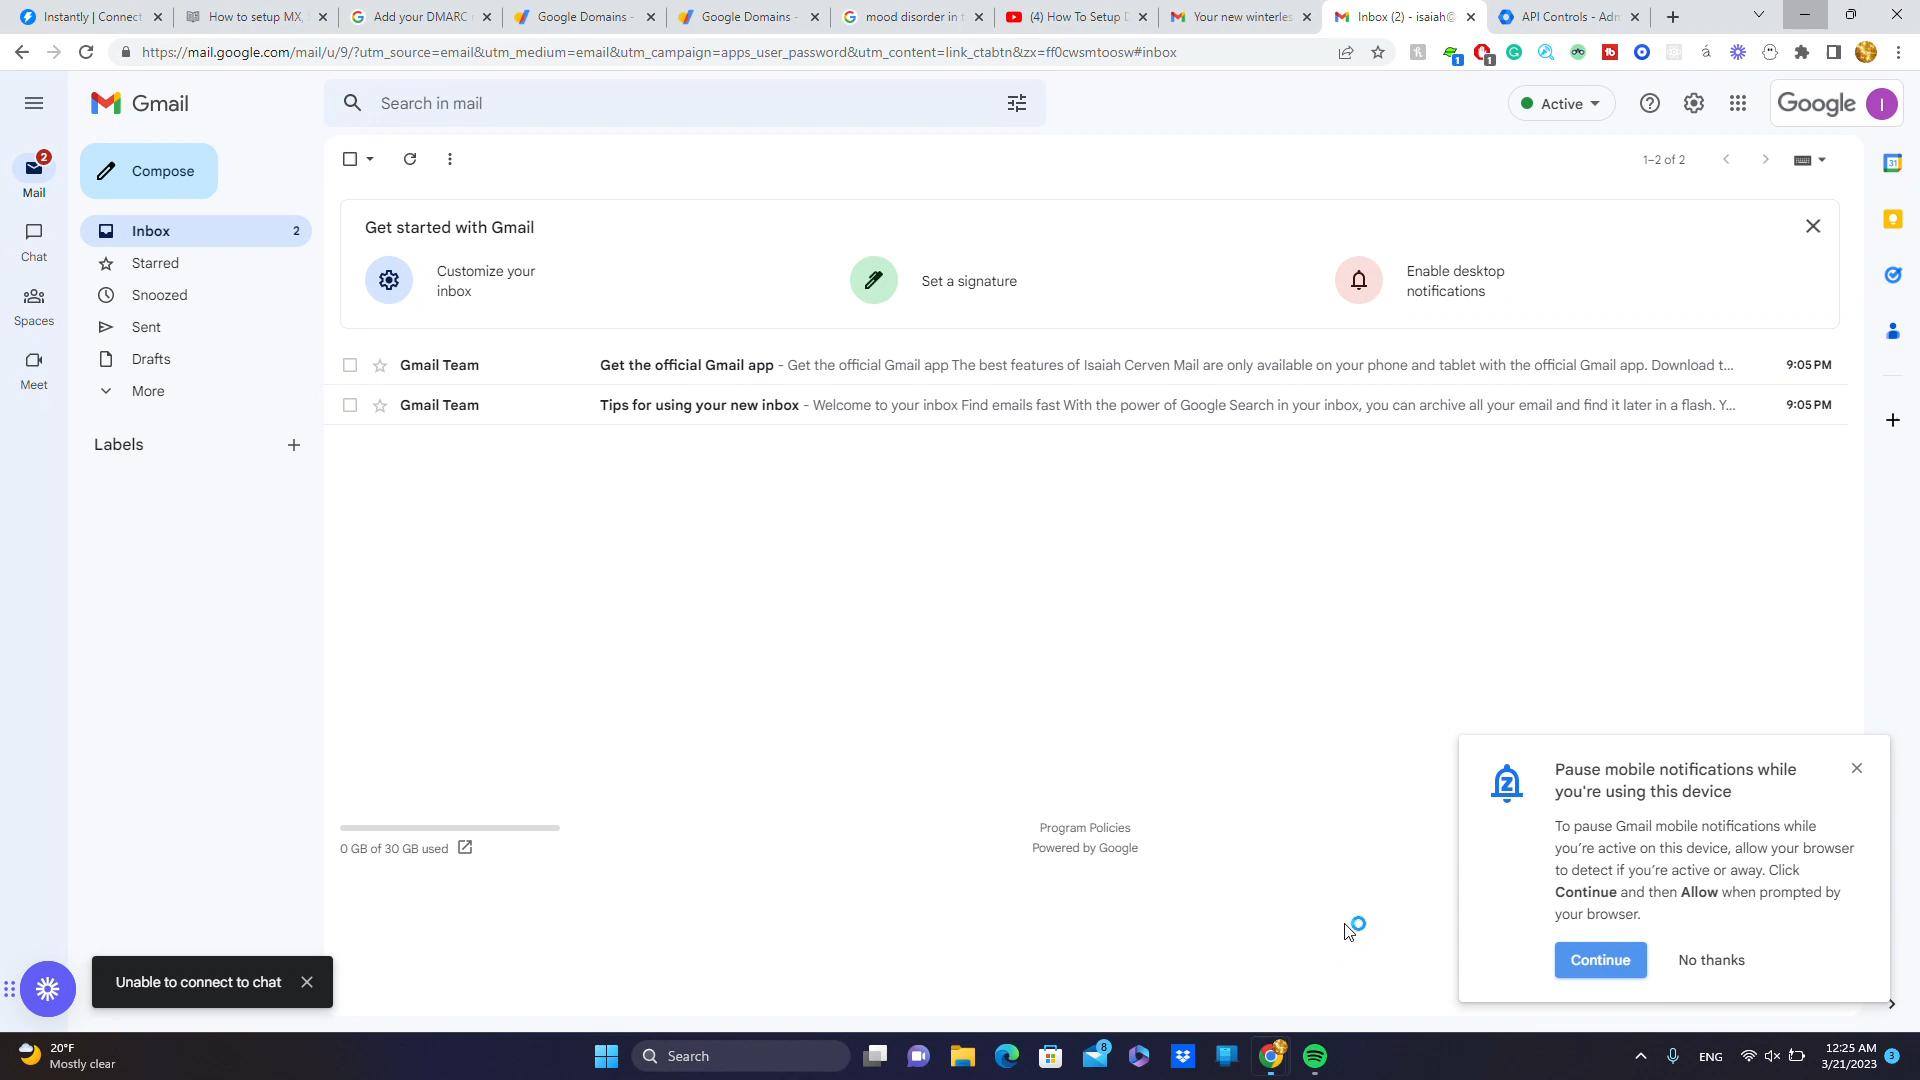 Instantly | Connect
How to setup MX,
Add your DMARC
Google Domains -
Google Domains -
mood disorder in
(4) How To Setup
Your new winterles
Inbox (2) - isaiah@
API Controls - Adm
https://mail.google.com/mail/u/9/?utm_source=email&utm_medium=email&utm_campaign=apps_user_password&utm_content=link_ctabtn&zx=ff0cwsmtoosw#inbox
1
1
Gmail
Search in mail
Active
Google
I
2
Mail
Compose
1–2 of 2
31
Chat
Inbox 2
Get started with Gmail
Starred
Customize your
inbox
Set a signature
Enable desktop
notifications
Spaces
Snoozed
Sent
Meet
Drafts
More
Gmail Team Get the official Gmail app - Get the official Gmail app The best features of Isaiah Cerven Mail are only available on your phone and tablet with the official Gmail app. Download t... 9:05 PM
Gmail Team Tips for using your new inbox - Welcome to your inbox Find emails fast With the power of Google Search in your inbox, you can archive all your email and find it later in a flash. Y... 9:05 PM
Labels
0 GB of 30 GB used
Program Policies
Powered by Google
Pause mobile notifications while
you're using this device
To pause Gmail mobile notifications while
you're active on this device, allow your browser
to detect if you're active or away. Click
Continue and then Allow when prompted by
your browser.
Continue
No thanks
Unable to connect to chat
20°F
Mostly clear
Search
8
ENG
12:25 AM
3/21/2023
3